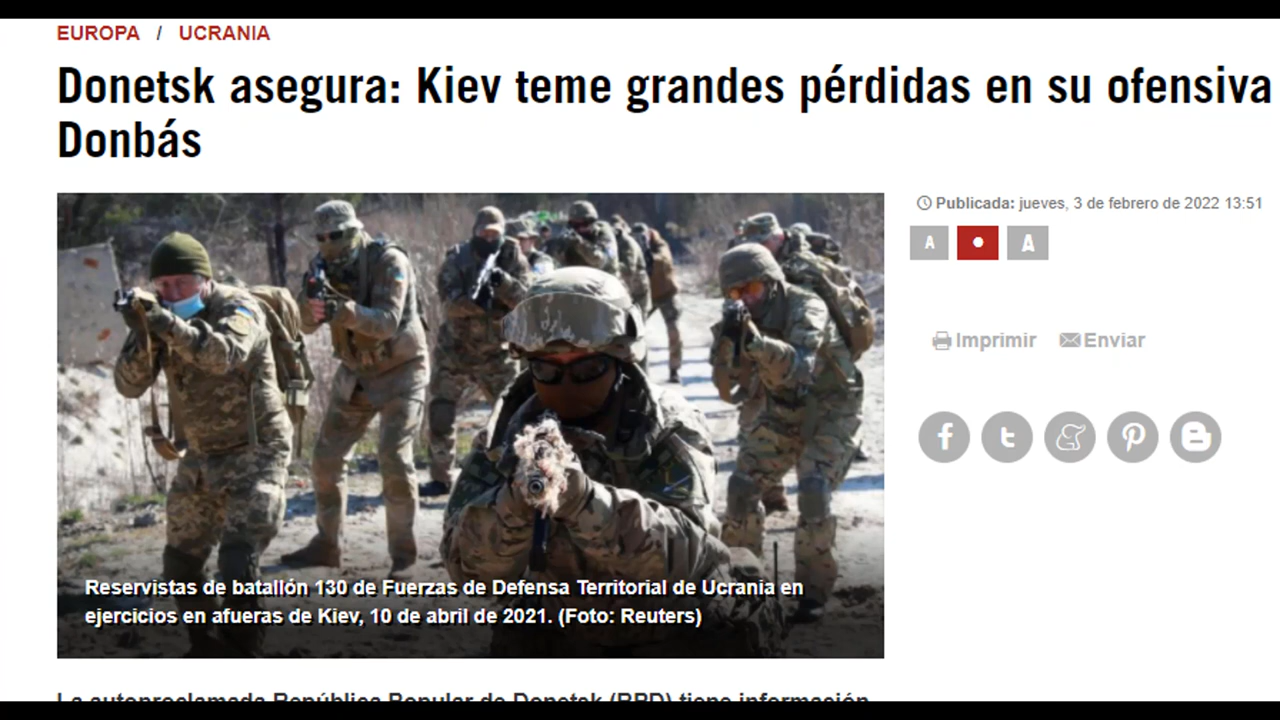 EUROPA / UCRANIA
Donetsk asegura: Kiev teme grandes pérdidas en su ofensiva
Donbás
Publicada: jueves, 3 de febrero de 2022 13:51
A A
Imprimir Enviar
Reservistas de batallón 130 de Fuerzas de Defensa Territorial de Ucrania en
ejercicios en afueras de Kiev, 10 de abril de 2021. (Foto: Reuters)
La autoproclamada República Popular de Donetsk (RPD) tiene información